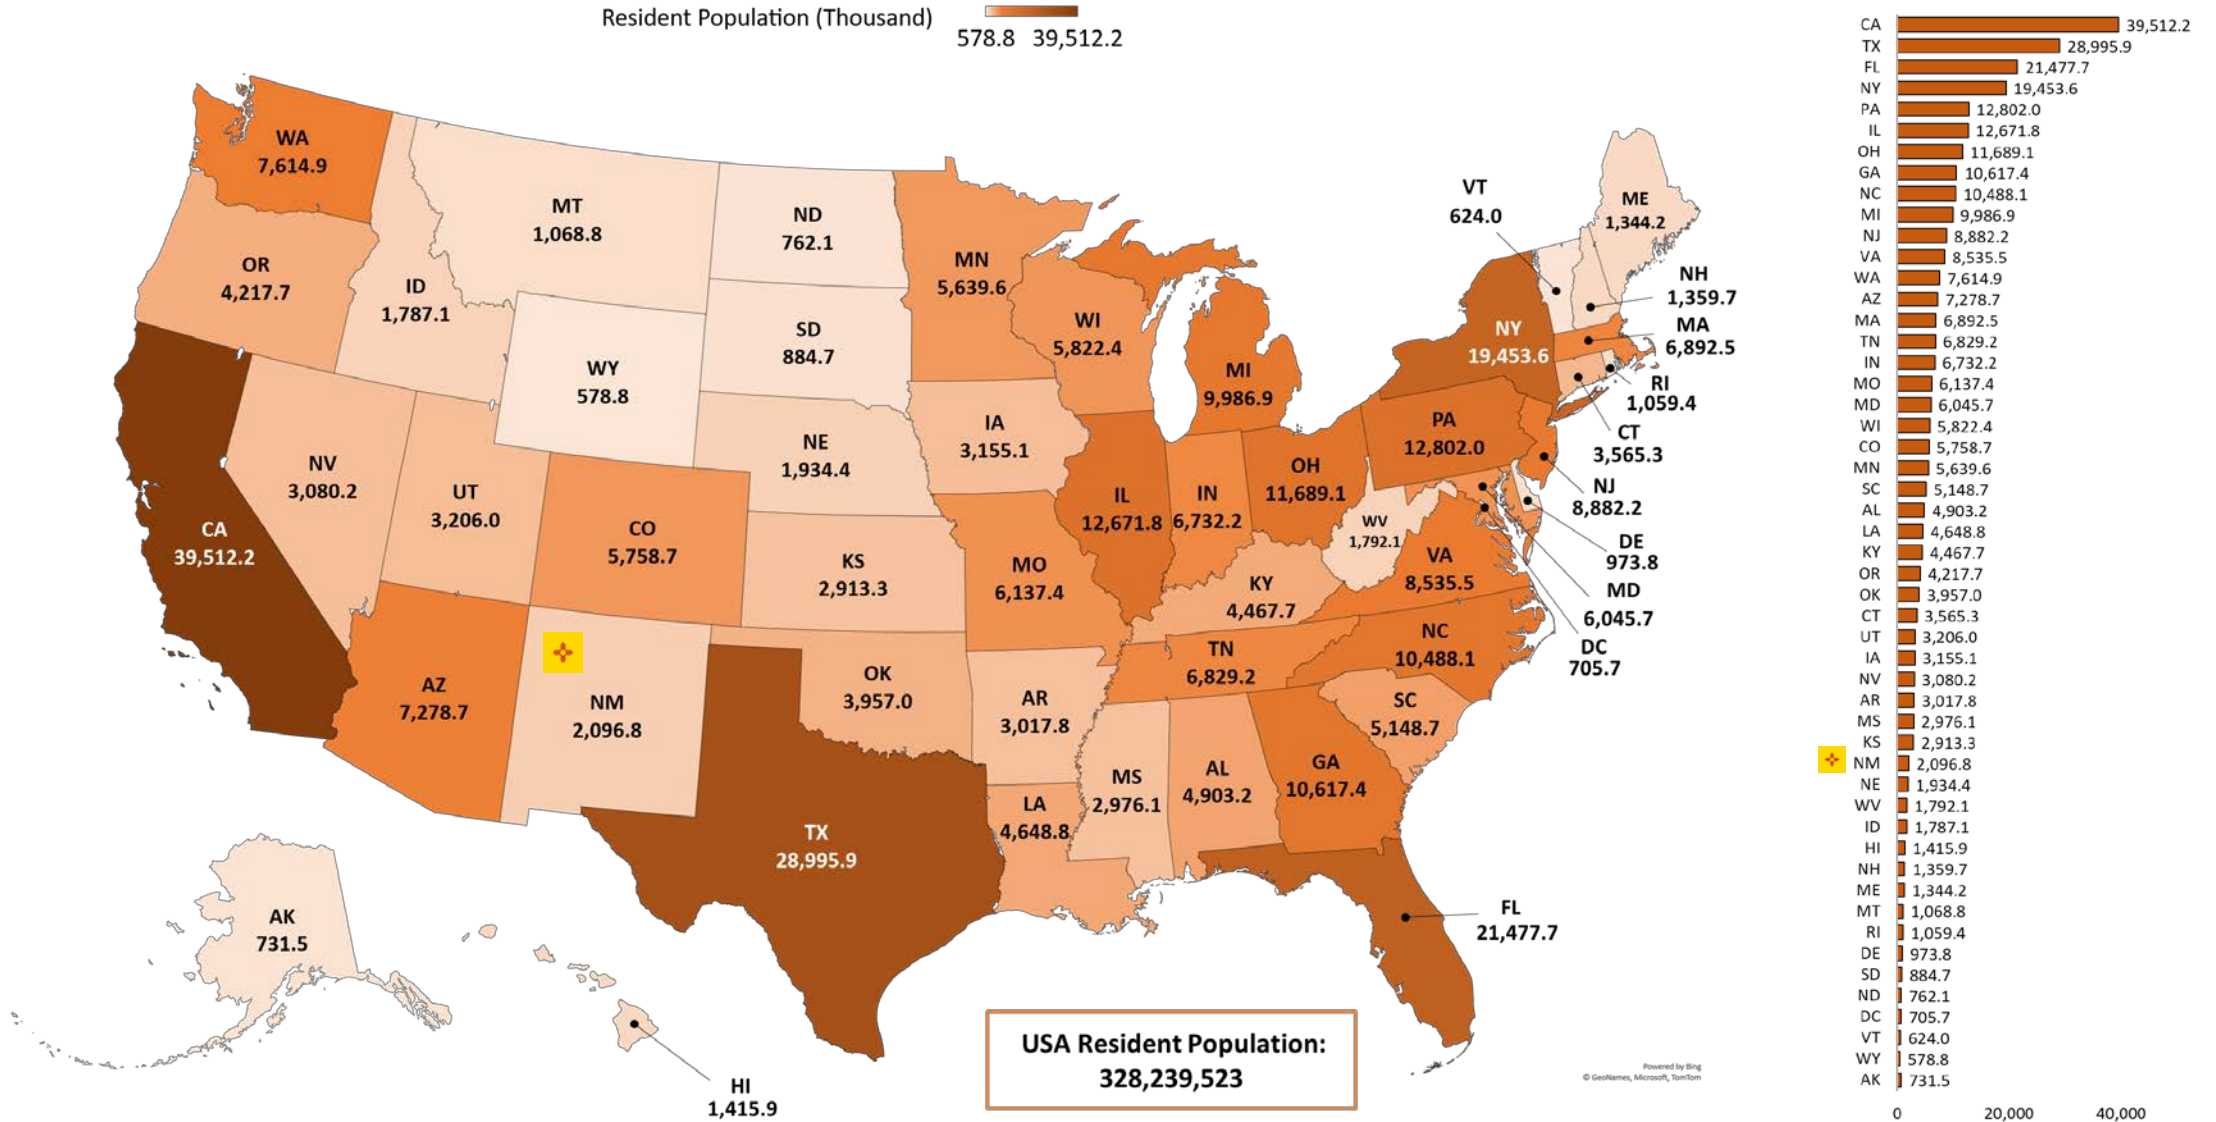 Resident Population (Thousand)
578.8 39,512.2
WA
7,614.9
OR
4,217.7
CA
39,512.2
NV
3,080.2
ID
1,787.1
MT
1,068.8
WY
578.8
UT
3,206.0
AZ
7,278.7
CO
5,758.7
NM
2,096.8
ND
762.1
SD
884.7
NE
1,934.4
KS
2,913.3
OK
3,957.0
TX
28,995.9
MN
5,639.6
IA
3,155.1
MO
6,137.4
AR
3,017.8
LA
4,648.8
WI
5,822.4
IL
12,671.8
MI
9,986.9
IN
6,732.2
OH
11,689.1
KY
4,467.7
TN
6,829.2
MS
2,976.1
AL
4,903.2
GA
10,617.4
FL
21,477.7
SC
5,148.7
NC
10,488.1
VA
8,535.5
WV
1,792.1
PA
12,802.0
NY
19,453.6
VT
624.0
ME
1,344.2
NH
1,359.7
MA
6,892.5
RI
1,059.4
CT
3,565.3
NJ
8,882.2
DE
973.8
MD
6,045.7
DC
705.7
AK
731.5
HI
1,415.9
USA Resident Population:
328,239,523
Powered by Bing
© GeoNames, Microsoft, TomTom
CA 39,512.2
TX 28,995.9
FL 21,477.7
NY 19,453.6
PA 12,802.0
IL 12,671.8
OH 11,689.1
GA 10,617.4
NC 10,488.1
MI 9,986.9
NJ 8,882.2
VA 8,535.5
WA 7,614.9
AZ 7,278.7
MA 6,892.5
TN 6,829.2
IN 6,732.2
MO 6,137.4
MD 6,045.7
WI 5,822.4
CO 5,758.7
MN 5,639.6
SC 5,148.7
AL 4,903.2
LA 4,648.8
KY 4,467.7
OR 4,217.7
OK 3,957.0
CT 3,565.3
UT 3,206.0
IA 3,155.1
NV 3,080.2
AR 3,017.8
MS 2,976.1
KS 2,913.3
NM 2,096.8
NE 1,934.4
WV 1,792.1
ID 1,787.1
HI 1,415.9
NH 1,359.7
ME 1,344.2
MT 1,068.8
RI 1,059.4
DE 973.8
SD 884.7
ND 762.1
DC 705.7
VT 624.0
WY 578.8
AK 731.5
0 20,000 40,000